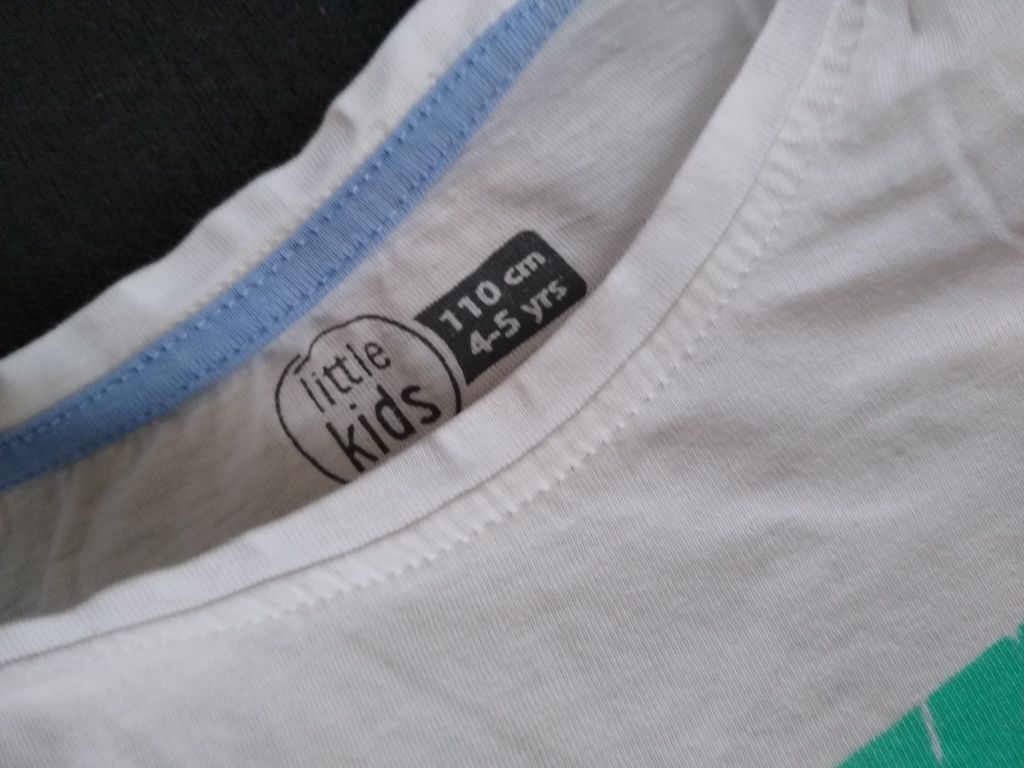 little
kids
110 cm
4-5 yrs